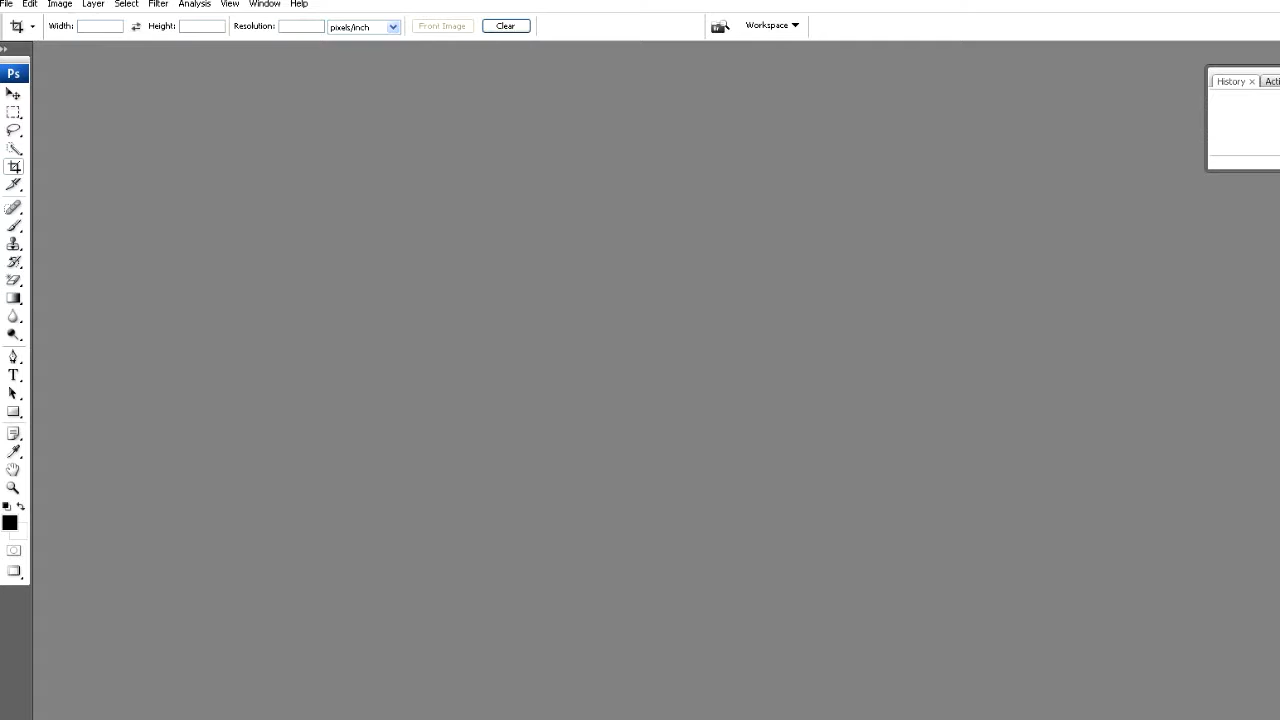 File Edit Image Layer Select Filter Analysis View Window Help
Width: Height: Resolution: pixels/inch Front Image Clear Workspace
Ps
History
T